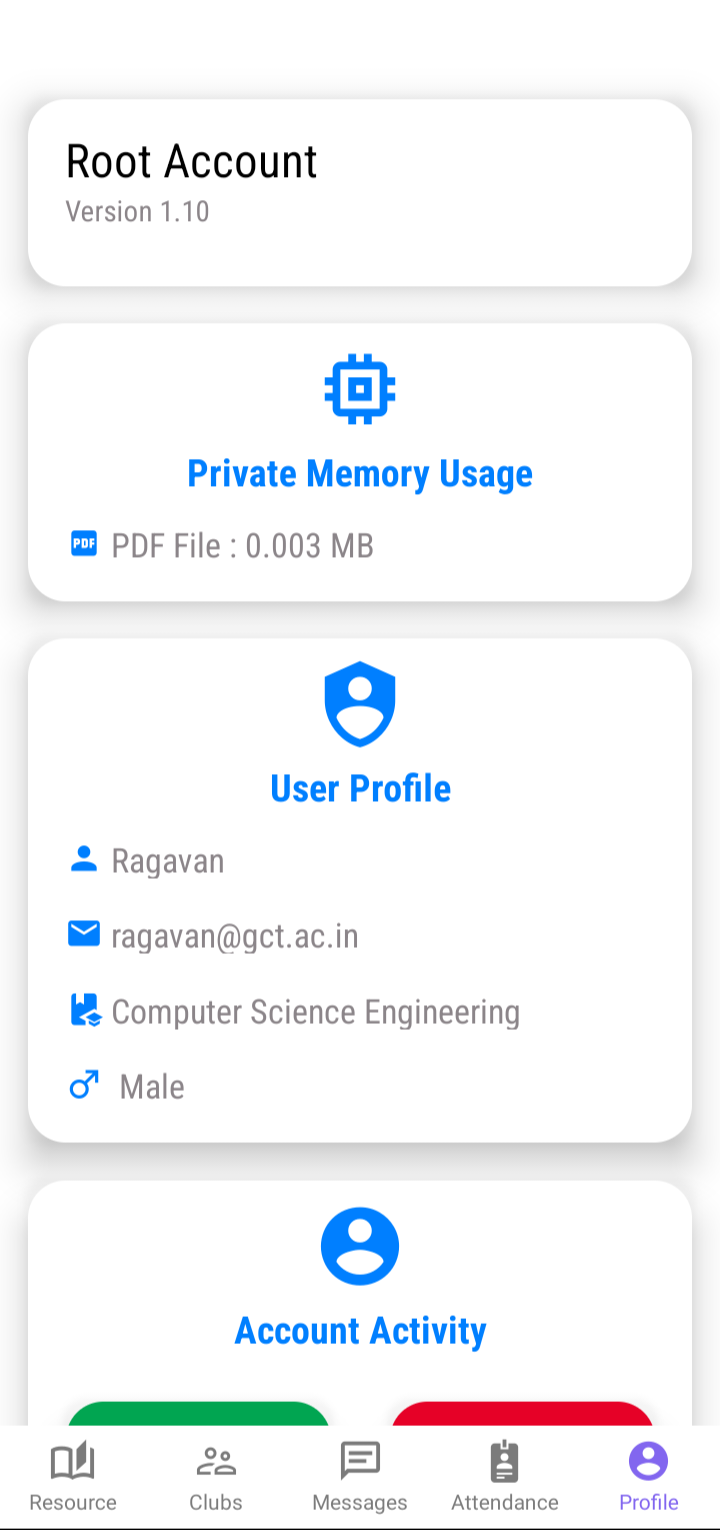 Root Account
Version 1.10
Private Memory Usage
PDF
PDF File : 0.003 MB
User Profile
Ragavan
ragavan@gct.ac.in
Computer Science Engineering
Male
Account Activity
Resource
Clubs
Messages
Attendance
Profile